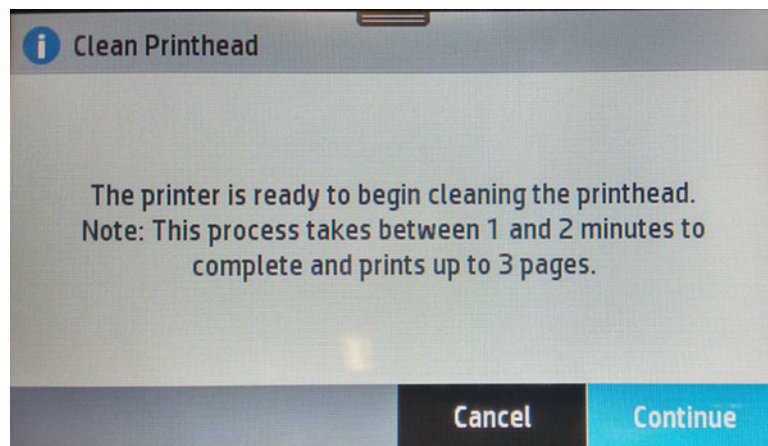 Clean Printhead
The printer is ready to begin cleaning the printhead.
Note: This process takes between 1 and 2 minutes to
complete and prints up to 3 pages.
Cancel
Continue